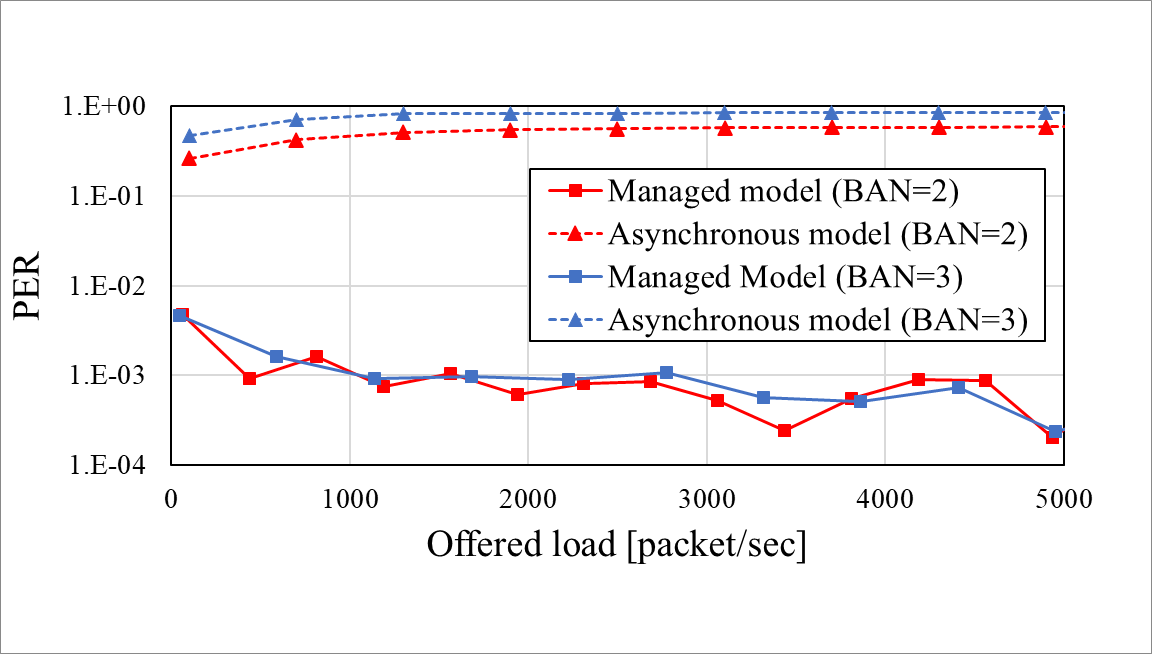 1.E+00
1.E-01
1.E-02
1.E-03
1.E-04
PER
Managed model (BAN=2)
Asynchronous model (BAN=2)
Managed Model (BAN=3)
Asynchronous model (BAN=3)
0 1000 2000 3000 4000 5000
Offered load [packet/sec]